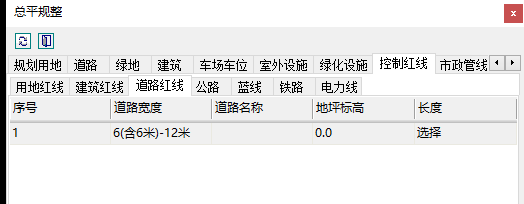 总平规整
规划用地 道路 绿地 建筑 车场车位 室外设施 绿化设施 控制红线 市政管线
用地红线 建筑红线 道路红线 公路 蓝线 铁路 电力线
序号 道路宽度 道路名称 地坪标高 长度
1 6(含6米)-12米 0.0 选择